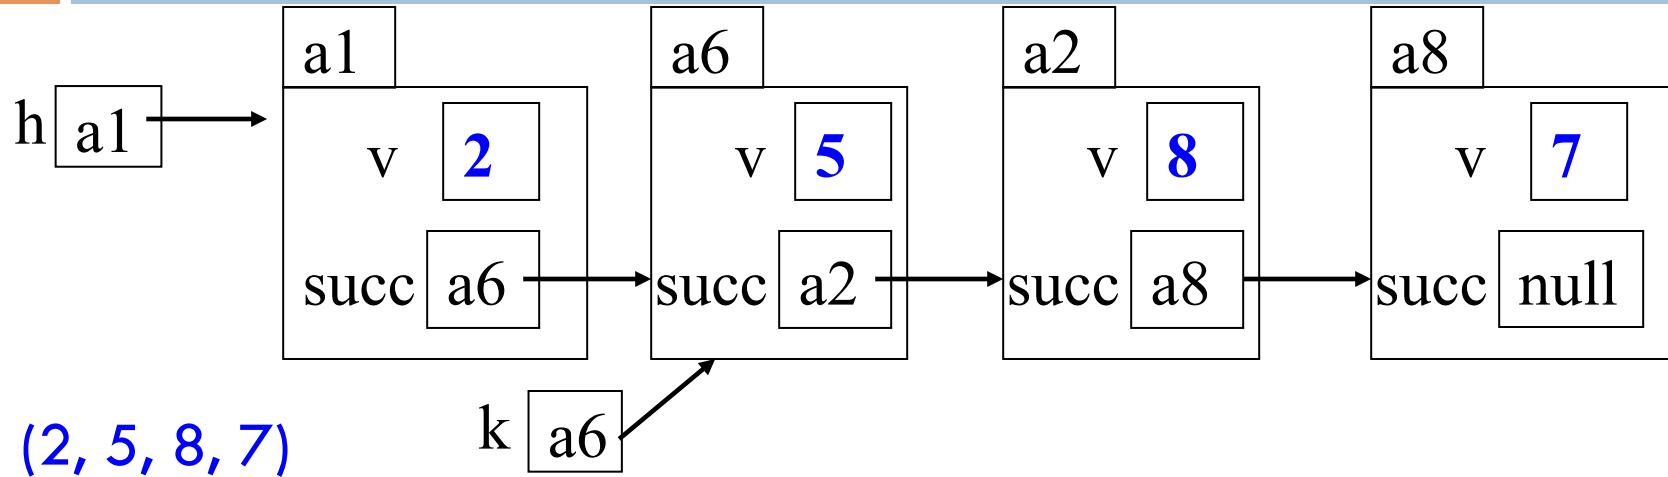 a1 a6 a2 a8
h a1
v 2 v 5 v 8 v 7
succ a6 succ a2 succ a8 succ null
k a6
(2, 5, 8, 7)